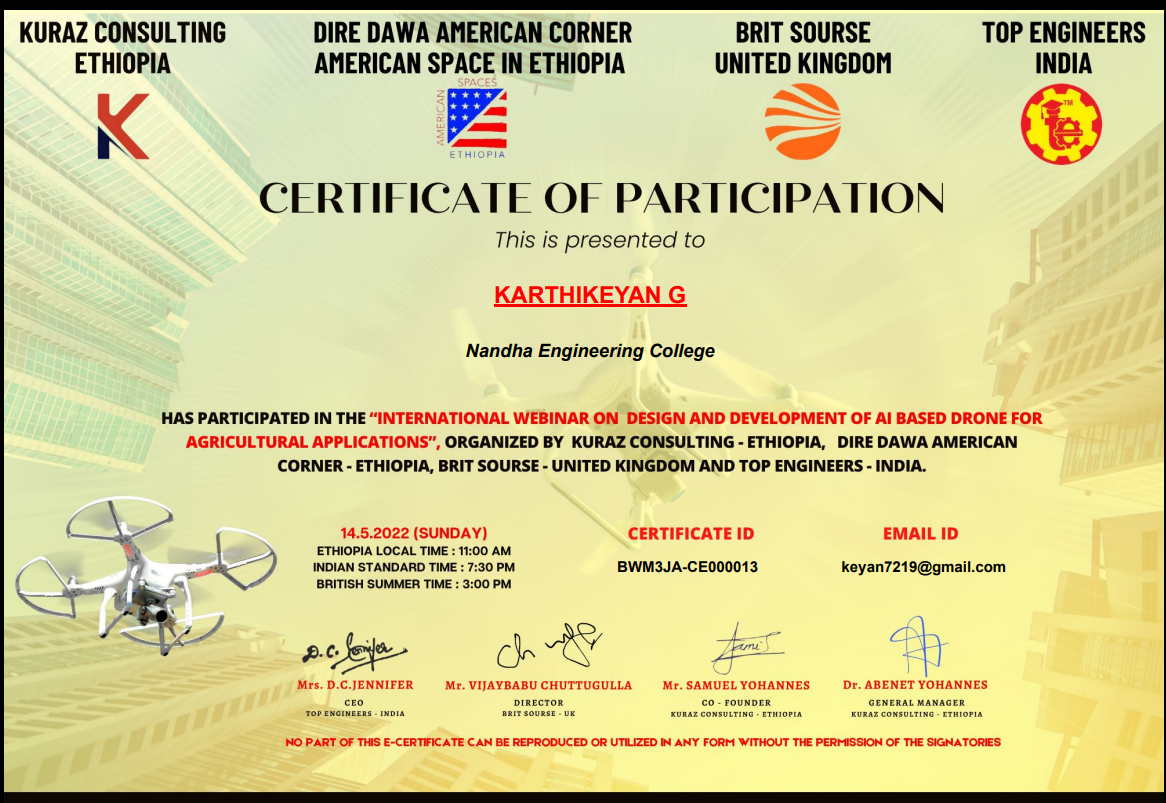 KURAZ CONSULTING
ETHIOPIA
DIRE DAWA AMERICAN CORNER
AMERICAN SPACE IN ETHIOPIA
BRIT SOURSE
UNITED KINGDOM
TOP ENGINEERS
INDIA
SPACES
AMERICAN
ETHIOPIA
TM
CERTIFICATE OF PARTICIPATION
This is presented to
KARTHIKEYAN G
Nandha Engineering College
HAS PARTICIPATED IN THE “INTERNATIONAL WEBINAR ON DESIGN AND DEVELOPMENT OF AI BASED DRONE FOR
AGRICULTURAL APPLICATIONS”, ORGANIZED BY KURAZ CONSULTING - ETHIOPIA, DIRE DAWA AMERICAN
CORNER - ETHIOPIA, BRIT SOURSE - UNITED KINGDOM AND TOP ENGINEERS - INDIA.
14.5.2022 (SUNDAY)
ETHIOPIA LOCAL TIME : 11:00 AM
INDIAN STANDARD TIME : 7:30 PM
BRITISH SUMMER TIME : 3:00 PM
CERTIFICATE ID
BWM3JA-CE000013
EMAIL ID
keyan7219@gmail.com
D.C. Jennifer
Mrs. D.C.JENNIFER
CEO
TOP ENGINEERS - INDIA
Mr. VIJAYBABU CHUTTUGULLA
DIRECTOR
BRIT SOURSE - UK
Mr. SAMUEL YOHANNES
CO - FOUNDER
KURAZ CONSULTING - ETHIOPIA
Dr. ABENET YOHANNES
GENERAL MANAGER
KURAZ CONSULTING - ETHIOPIA
NO PART OF THIS E-CERTIFICATE CAN BE REPRODUCED OR UTILIZED IN ANY FORM WITHOUT THE PERMISSION OF THE SIGNATORIES